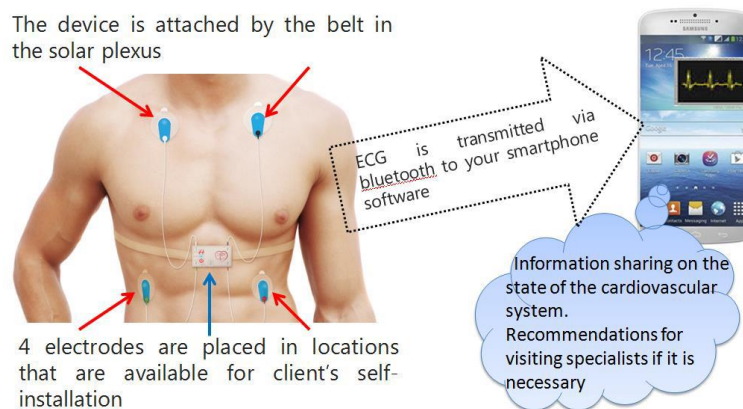 The device is attached by the belt in
the solar plexus
ECG is transmitted via
bluetooth to your smartphone
software
SAMSUNG
12:45
Information sharing on the
state of the cardiovascular
system.
Recommendations for
visiting specialists if it is
necessary
4 electrodes are placed in locations
that are available for client's self-
installation